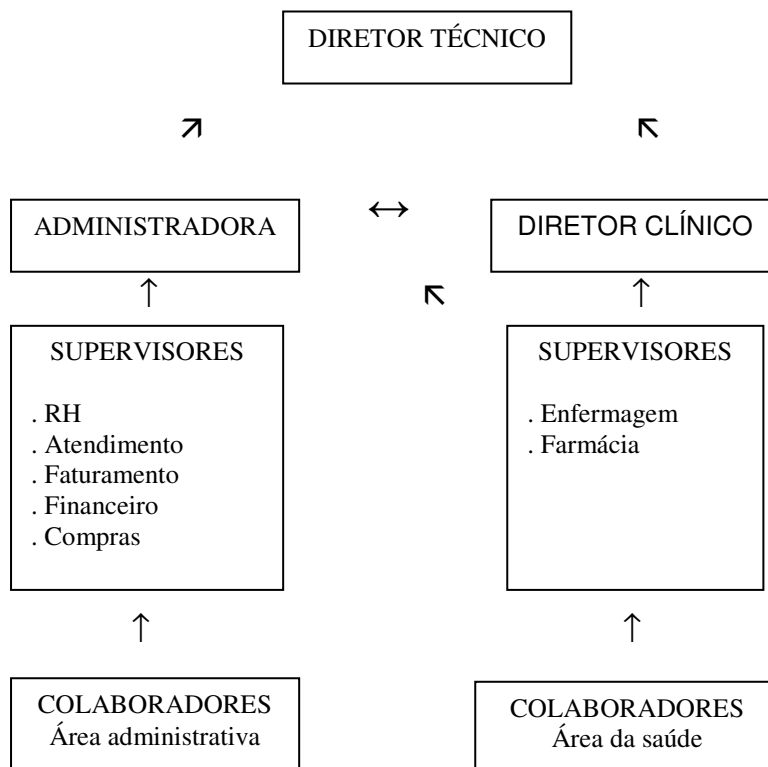 DIRETOR TÉCNICO
ADMINISTRADORA
DIRETOR CLÍNICO
SUPERVISORES
. RH
. Atendimento
. Faturamento
. Financeiro
. Compras
SUPERVISORES
. Enfermagem
. Farmácia
COLABORADORES
Área administrativa
COLABORADORES
Área da saúde